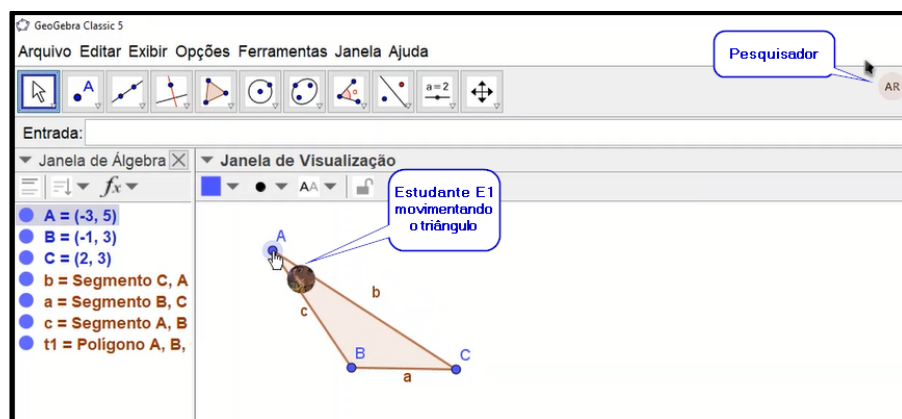 GeoGebra Classic 5
Arquivo Editar Exibir Opções Ferramentas Janela Ajuda
Pesquisador
AR
A
a=2
Entrada:
Janela de Álgebra
Janela de Visualização
fx
AA
A = (-3, 5)
B = (-1, 3)
C = (2, 3)
b = Segmento C, A
a = Segmento B, C
c = Segmento A, B
t1 = Polígono A, B,
Estudante E1
movimentando
o triângulo
A
b
c
B
C
a